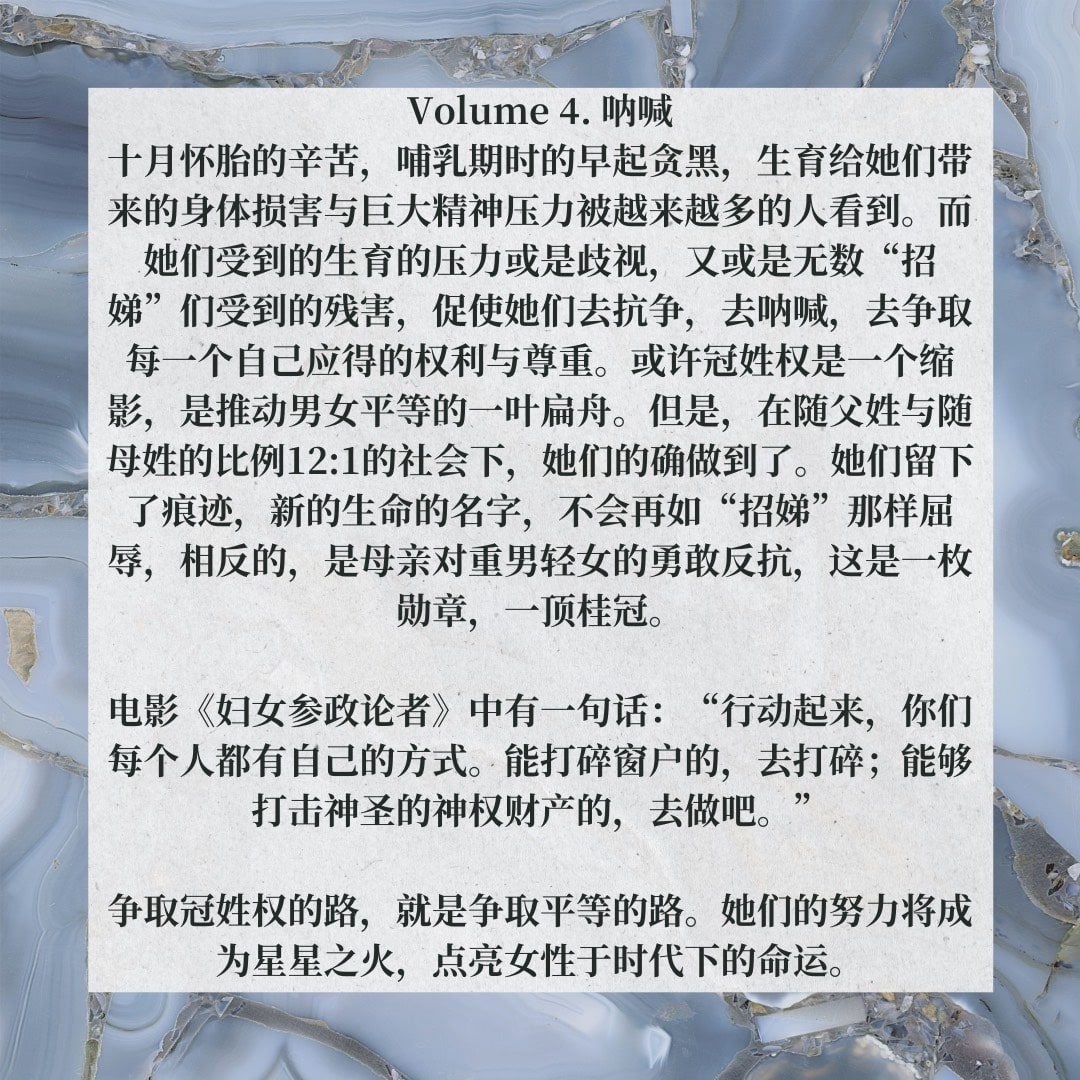 Volume 4. 呐喊
十月怀胎的辛苦，哺乳期时的早起贪黑，生育给她们带
来的身体损害与巨大精神压力被越来越多的人看到。而
她们受到的生育的压力或是歧视，又或是无数“招
娣”们受到的残害，促使她们去抗争，去呐喊，去争取
每一个自己应得的权利与尊重。或许冠姓权是一个缩
影，是推动男女平等的一叶扁舟。但是，在随父姓与随
母姓的比例12:1的社会下，她们的确做到了。她们留下
了痕迹，新的生命的名字，不会再如“招娣”那样屈
辱，相反的，是母亲对重男轻女的勇敢反抗，这是一枚
勋章，一顶桂冠。
电影《妇女参政论者》中有一句话：“行动起来，你们
每个人都有自己的方式。能打碎窗户的，去打碎；能够
打击神圣的神权财产的，去做吧。”
争取冠姓权的路，就是争取平等的路。她们的努力将成
为星星之火，点亮女性于时代下的命运。